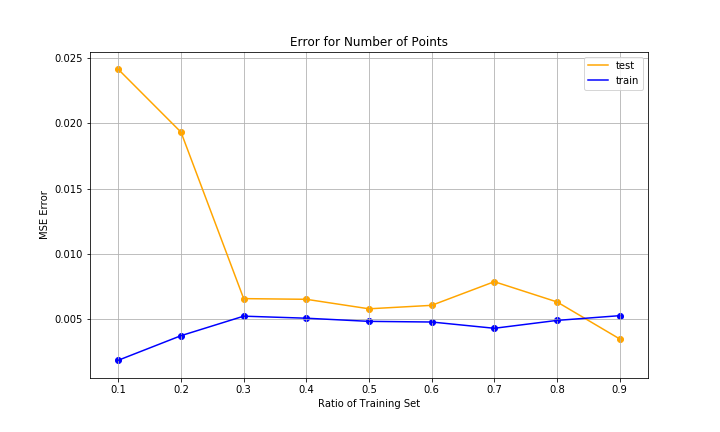 Error for Number of Points
test
train
MSE Error
0.025
0.020
0.015
0.010
0.005
0.1 0.2 0.3 0.4 0.5 0.6 0.7 0.8 0.9
Ratio of Training Set